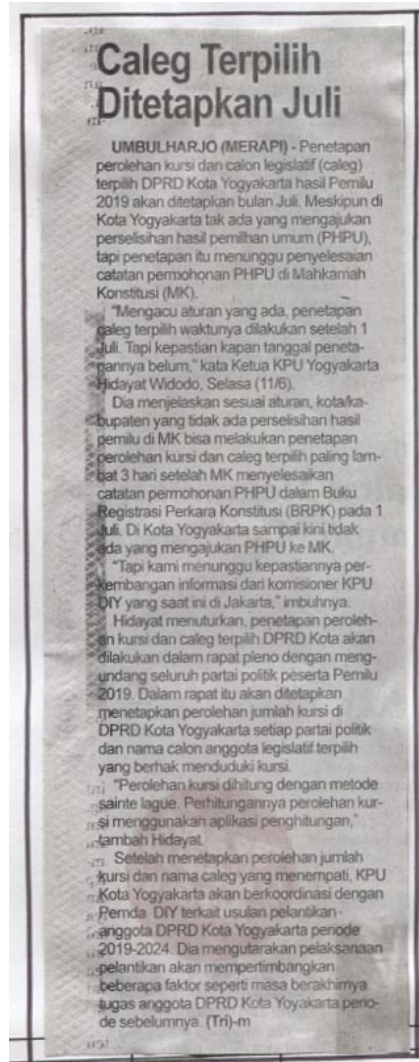 Caleg Terpilih
Ditetapkan Juli
UMBULHARJO (MERAPI) - Penetapan
perolehan kursi dan calon legislatif (caleg)
terpilih DPRD Kota Yogyakarta hasil Pemilu
2019 akan ditetapkan bulan Juli. Meskipun di
Kota Yogyakarta tak ada yang mengajukan
perselisihan hasil pemilihan umum (PHPU),
tapi penetapan itu menunggu penyelesaian
catatan permohonan PHPU di Mahkamah
Konstitusi (MK).
"Mengacu aturan yang ada, penetapan
caleg terpilih waktunya dilakukan setelah 1
Juli. Tapi kepastian kapan tanggal peneta-
pannya belum," kata Ketua KPU Yogyakarta
Hidayat Widodo, Selasa (11/6).
Dia menjelaskan sesuai aturan, kota/ka-
bupaten yang tidak ada perselisihan hasil
pemilu di MK bisa melakukan penetapan
perolehan kursi dan caleg terpilih paling lam-
bat 3 hari setelah MK menyelesaikan
catatan permohonan PHPU dalam Buku
Registrasi Perkara Konstitusi (BRPK) pada 1
Juli. Di Kota Yogyakarta sampai kini tidak
ada yang mengajukan PHPU ke MK.
"Tapi kami menunggu kepastiannya per-
kembangan informasi dari komisioner KPU
DIY yang saat ini di Jakarta," imbuhnya.
Hidayat menuturkan, penetapan peroleh-
an kursi dan caleg terpilih DPRD Kota akan
dilakukan dalam rapat pleno dengan meng-
undang seluruh partai politik peserta Pemilu
2019. Dalam rapat itu akan ditetapkan
menetapkan perolehan jumlah kursi di
DPRD Kota Yogyakarta setiap partai politik
dan nama calon anggota legislatif terpilih
yang berhak menduduki kursi.
"Perolehan kursi dihitung dengan metode
sainte lague. Perhitungannya perolehan kur-
si menggunakan aplikasi penghitungan,"
tambah Hidayat.
Setelah menetapkan perolehan jumlah
kursi dan nama caleg yang menempati, KPU
Kota Yogyakarta akan berkoordinasi dengan
Pemda DIY terkait usulan pelantikan
anggota DPRD Kota Yogyakarta periode
2019-2024. Dia mengutarakan pelaksanaan
pelantikan akan mempertimbangkan
beberapa faktor seperti masa berakhirnya
tugas anggota DPRD Kota Yoyakarta perio-
de sebelumnya. (Tri)-m